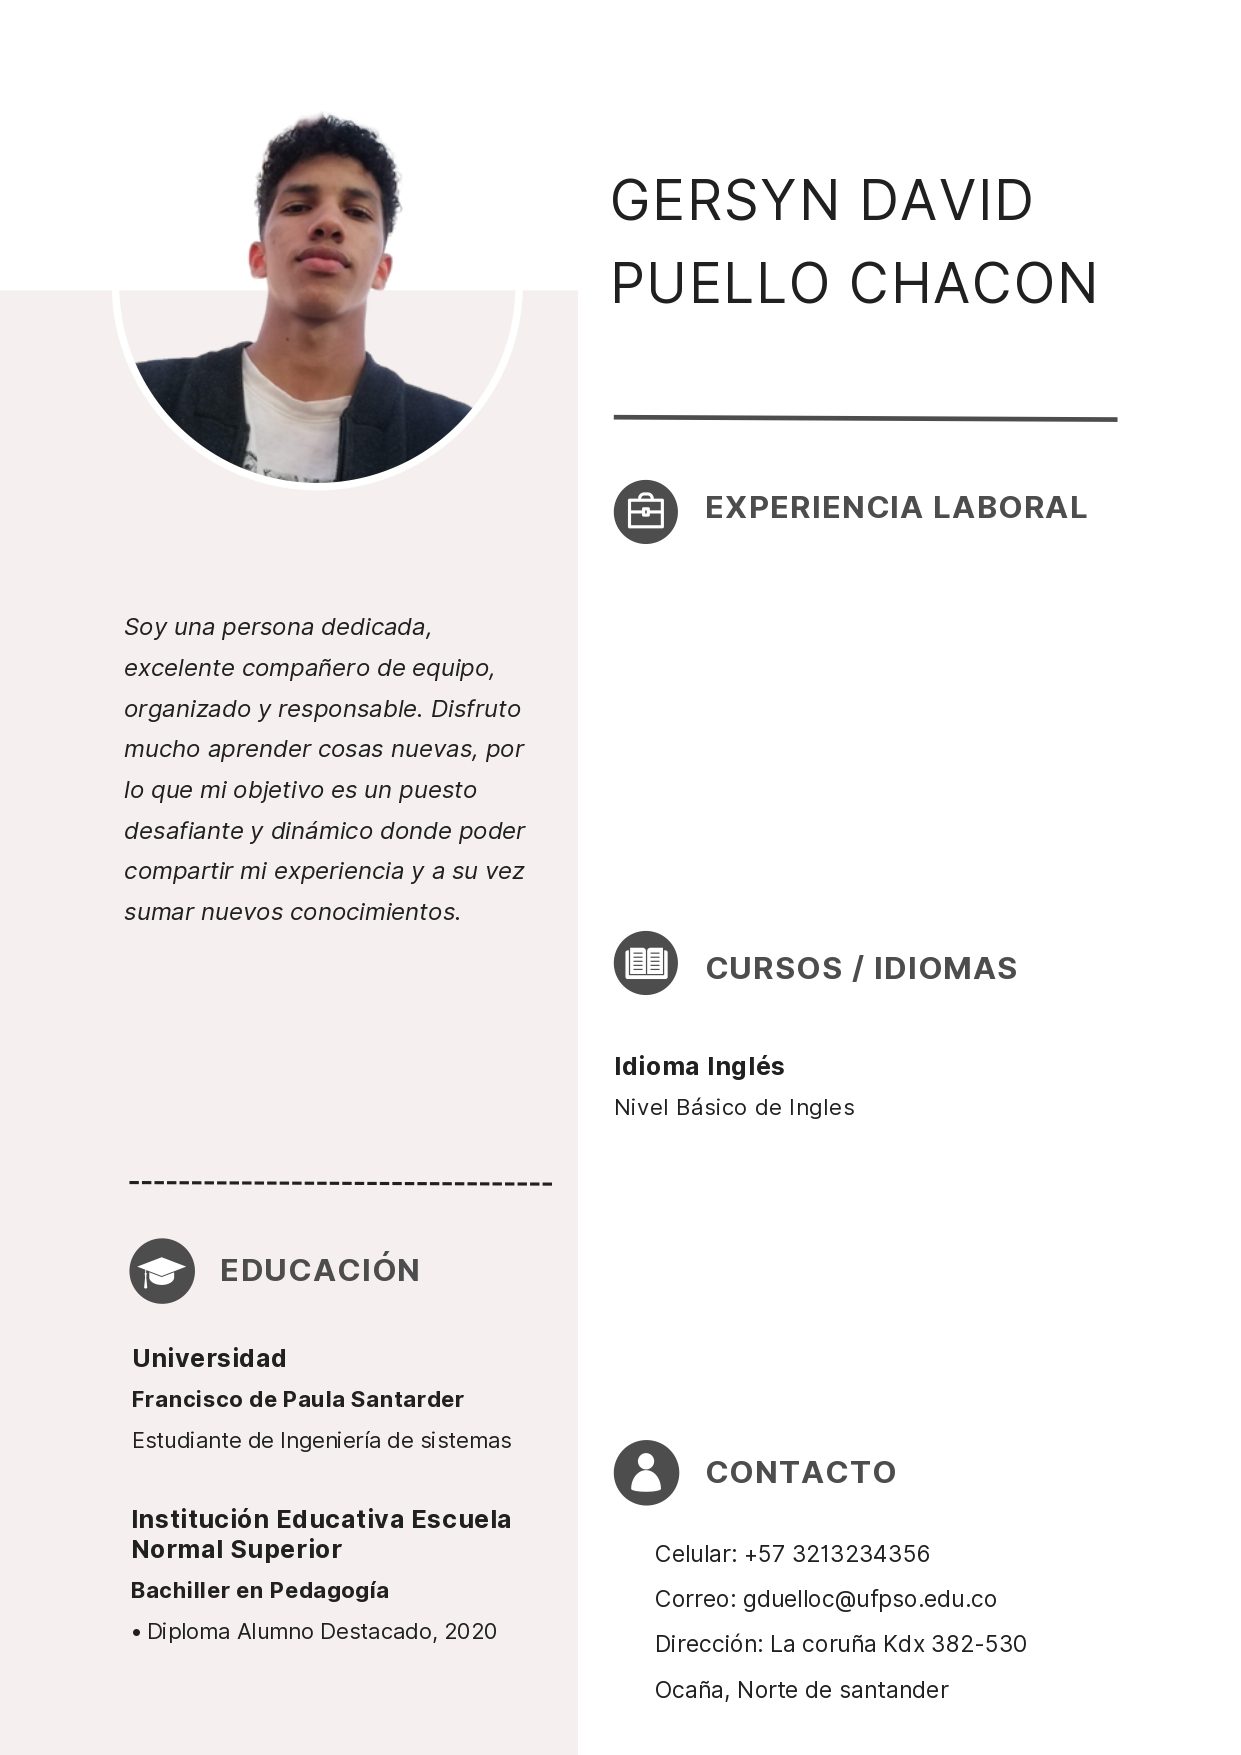 GERSYN DAVID
PUELLO CHACON
Soy una persona dedicada,
excelente compañero de equipo,
organizado y responsable. Disfruto
mucho aprender cosas nuevas, por
lo que mi objetivo es un puesto
desafiante y dinámico donde poder
compartir mi experiencia y a su vez
sumar nuevos conocimientos.
EDUCACIÓN
Universidad
Francisco de Paula Santarder
Estudiante de Ingeniería de sistemas
Institución Educativa Escuela
Normal Superior
Bachiller en Pedagogía
• Diploma Alumno Destacado, 2020
EXPERIENCIA LABORAL
CURSOS / IDIOMAS
Idioma Inglés
Nivel Básico de Ingles
CONTACTO
Celular: +57 3213234356
Correo: gduelloc@ufpso.edu.co
Dirección: La coruña Kdx 382-530
Ocaña, Norte de santander